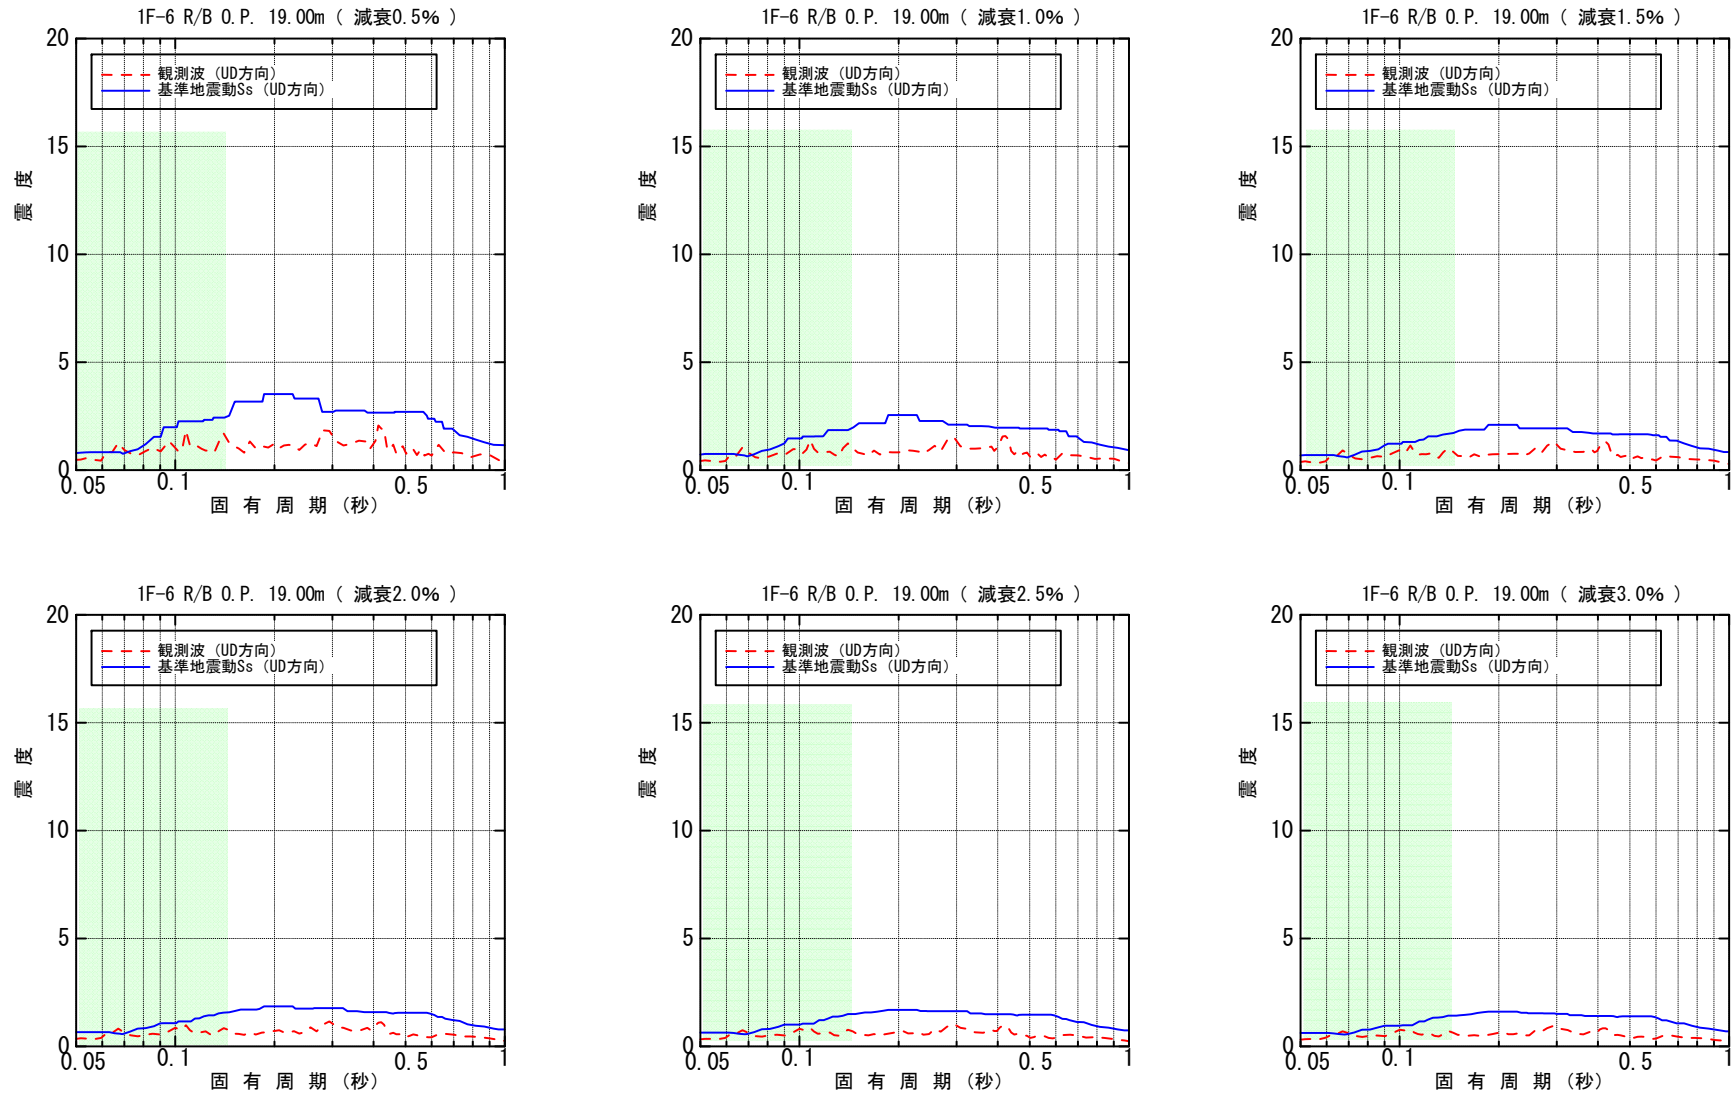 1F-6 R/B O.P. 19.00m ( 減衰0.5% )
20
観測波 (UD方向)
基準地震動Ss (UD方向)
15
10
5
0
震 度
0.05
0.1
0.5
1
固 有 周 期 (秒)
1F-6 R/B O.P. 19.00m ( 減衰1.0% )
20
観測波 (UD方向)
基準地震動Ss (UD方向)
15
10
5
0
震 度
0.05
0.1
0.5
1
固 有 周 期 (秒)
1F-6 R/B O.P. 19.00m ( 減衰1.5% )
20
観測波 (UD方向)
基準地震動Ss (UD方向)
15
10
5
0
震 度
0.05
0.1
0.5
1
固 有 周 期 (秒)
1F-6 R/B O.P. 19.00m ( 減衰2.0% )
20
観測波 (UD方向)
基準地震動Ss (UD方向)
15
10
5
0
震 度
0.05
0.1
0.5
1
固 有 周 期 (秒)
1F-6 R/B O.P. 19.00m ( 減衰2.5% )
20
観測波 (UD方向)
基準地震動Ss (UD方向)
15
10
5
0
震 度
0.05
0.1
0.5
1
固 有 周 期 (秒)
1F-6 R/B O.P. 19.00m ( 減衰3.0% )
20
観測波 (UD方向)
基準地震動Ss (UD方向)
15
10
5
0
震 度
0.05
0.1
0.5
1
固 有 周 期 (秒)